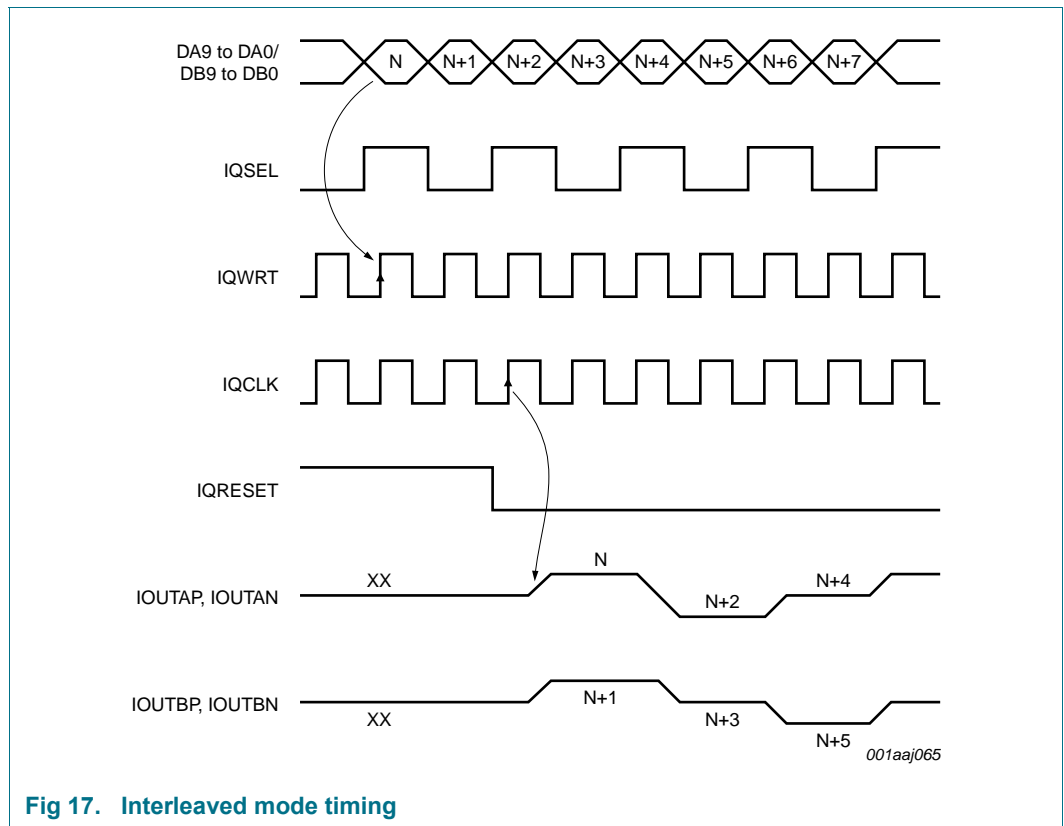 DA9 to DA0/
DB9 to DB0
N N+1 N+2 N+3 N+4 N+5 N+6 N+7
IQSEL
IQWRT
IQCLK
IQRESET
IOUTAP, IOUTAN
XX N N+2 N+4
IOUTBP, IOUTBN
XX N+1 N+3 N+5
001aaj065
Fig 17. Interleaved mode timing